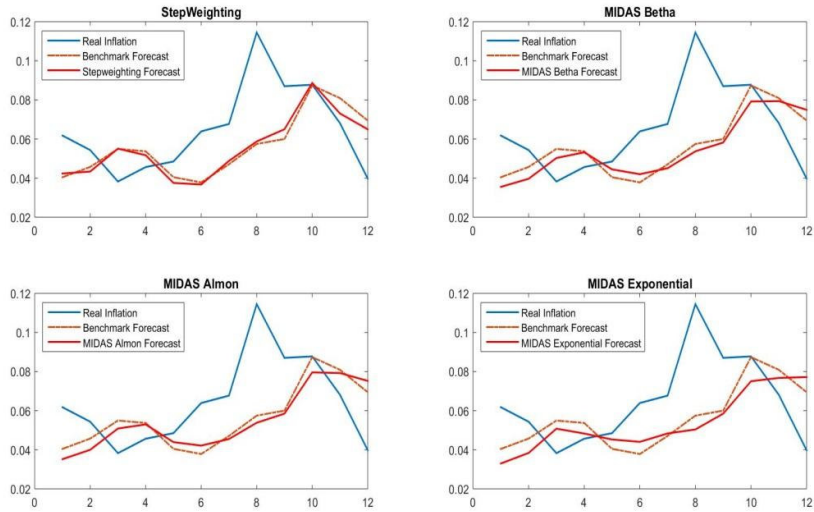 StepWeighting
0.12
0.1
0.08
0.06
0.04
0.02
Real Inflation
Benchmark Forecast
Stepweighting Forecast
0 2 4 6 8 10 12
MIDAS Betha
0.12
0.1
0.08
0.06
0.04
0.02
Real Inflation
Benchmark Forecast
MIDAS Betha Forecast
0 2 4 6 8 10 12
MIDAS Almon
0.12
0.1
0.08
0.06
0.04
0.02
Real Inflation
Benchmark Forecast
MIDAS Almon Forecast
0 2 4 6 8 10 12
MIDAS Exponential
0.12
0.1
0.08
0.06
0.04
0.02
Real Inflation
Benchmark Forecast
MIDAS Exponential Forecast
0 2 4 6 8 10 12